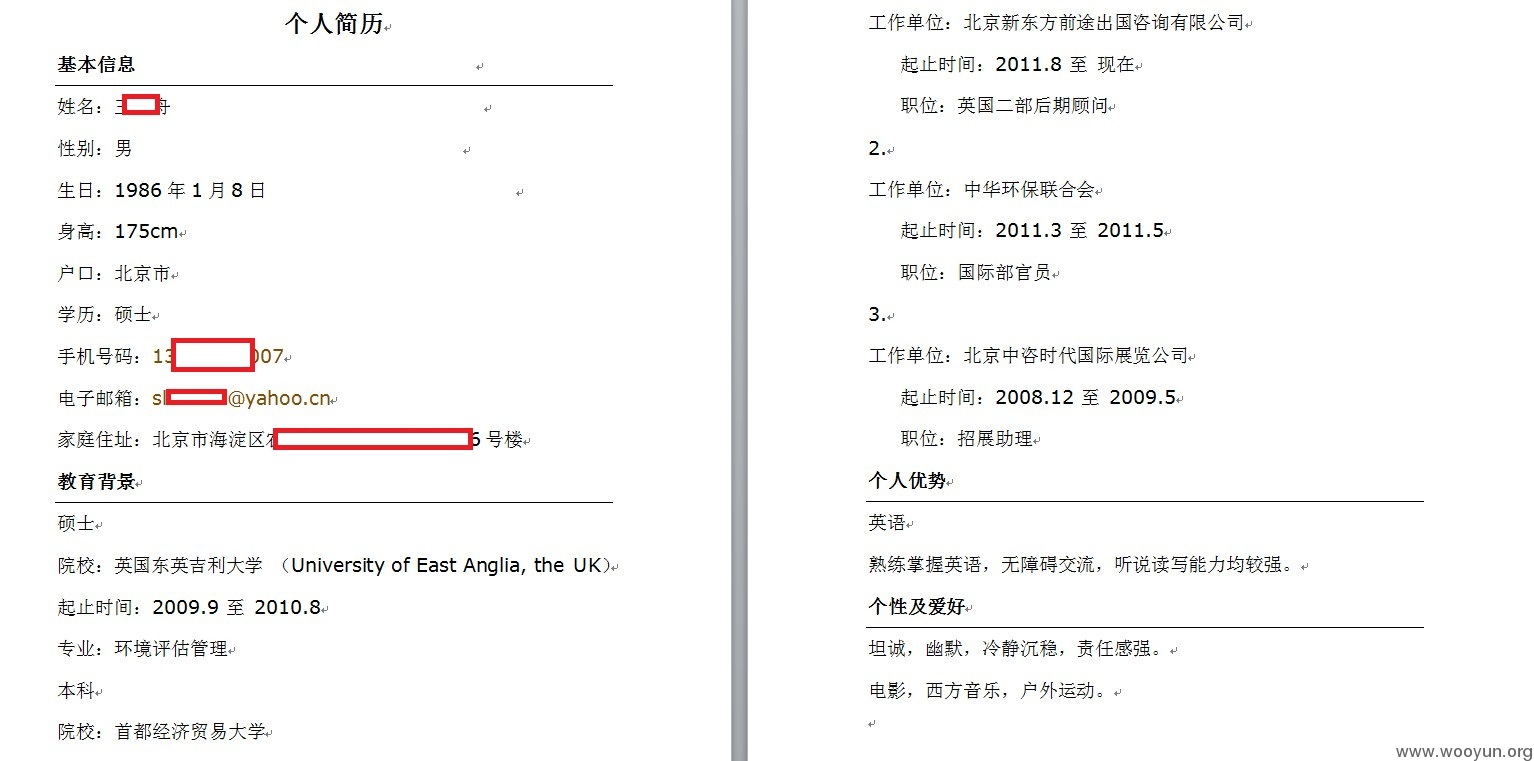 个人简历
基本信息
姓名：舟
性别：男
生日：1986 年 1 月 8 日
身高：175cm
户口：北京市
学历：硕士
手机号码：13 007
电子邮箱：s @yahoo.cn
家庭住址：北京市海淀区 6 号楼
教育背景
硕士
院校：英国东英吉利大学 （University of East Anglia, the UK）
起止时间：2009.9 至 2010.8
专业：环境评估管理
本科
院校：首都经济贸易大学
工作单位：北京新东方前途出国咨询有限公司
起止时间：2011.8 至 现在
职位：英国二部后期顾问
2.
工作单位：中华环保联合会
起止时间：2011.3 至 2011.5
职位：国际部官员
3.
工作单位：北京中咨时代国际展览公司
起止时间：2008.12 至 2009.5
职位：招展助理
个人优势
英语
熟练掌握英语，无障碍交流，听说读写能力均较强。
个性及爱好
坦诚，幽默，冷静沉稳，责任感强。
电影，西方音乐，户外运动。
www.wooyun.org